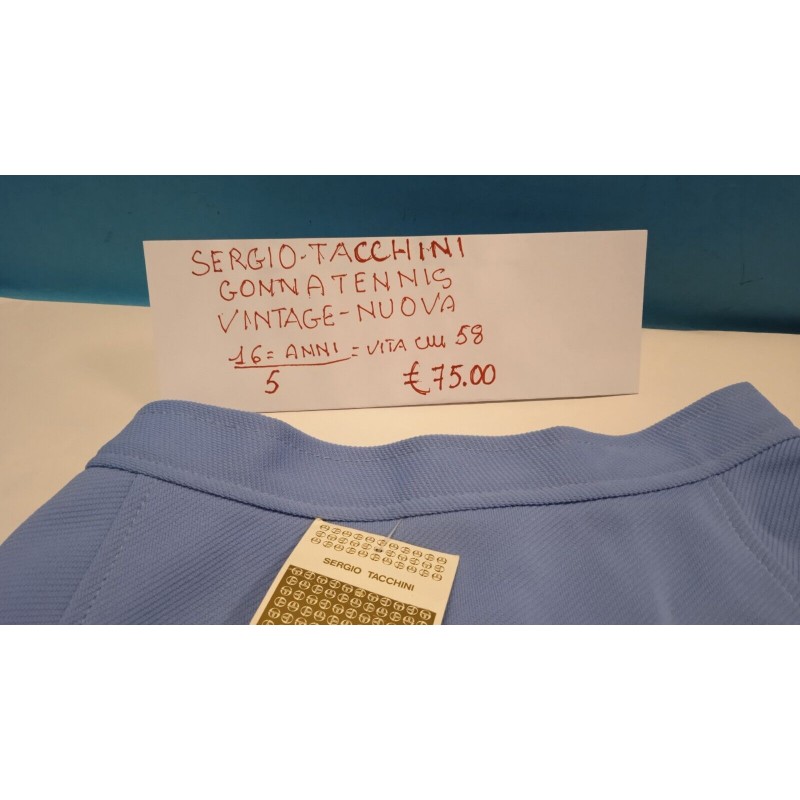 SERGIO-TACCHINI
GONNA TENNIS
VINTAGE-NUOVA
16= ANNI = VITA cm 58
5 € 75.00
SERGIO TACCHINI